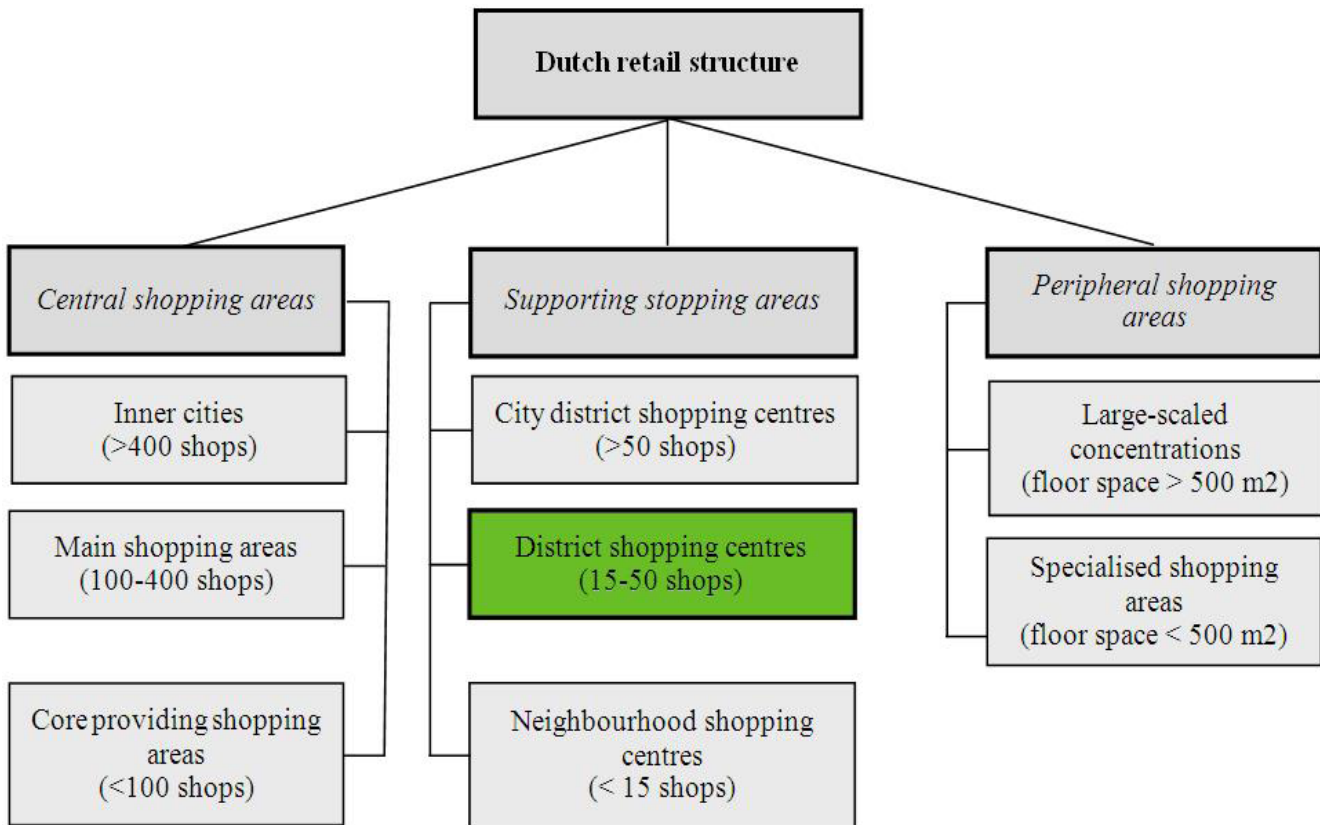 Dutch retail structure
Central shopping areas
Inner cities
(>400 shops)
Main shopping areas
(100-400 shops)
Core providing shopping
areas
(<100 shops)
Supporting stopping areas
City district shopping centres
(>50 shops)
District shopping centres
(15-50 shops)
Neighbourhood shopping
centres
(< 15 shops)
Peripheral shopping
areas
Large-scaled
concentrations
(floor space > 500 m2)
Specialised shopping
areas
(floor space < 500 m2)